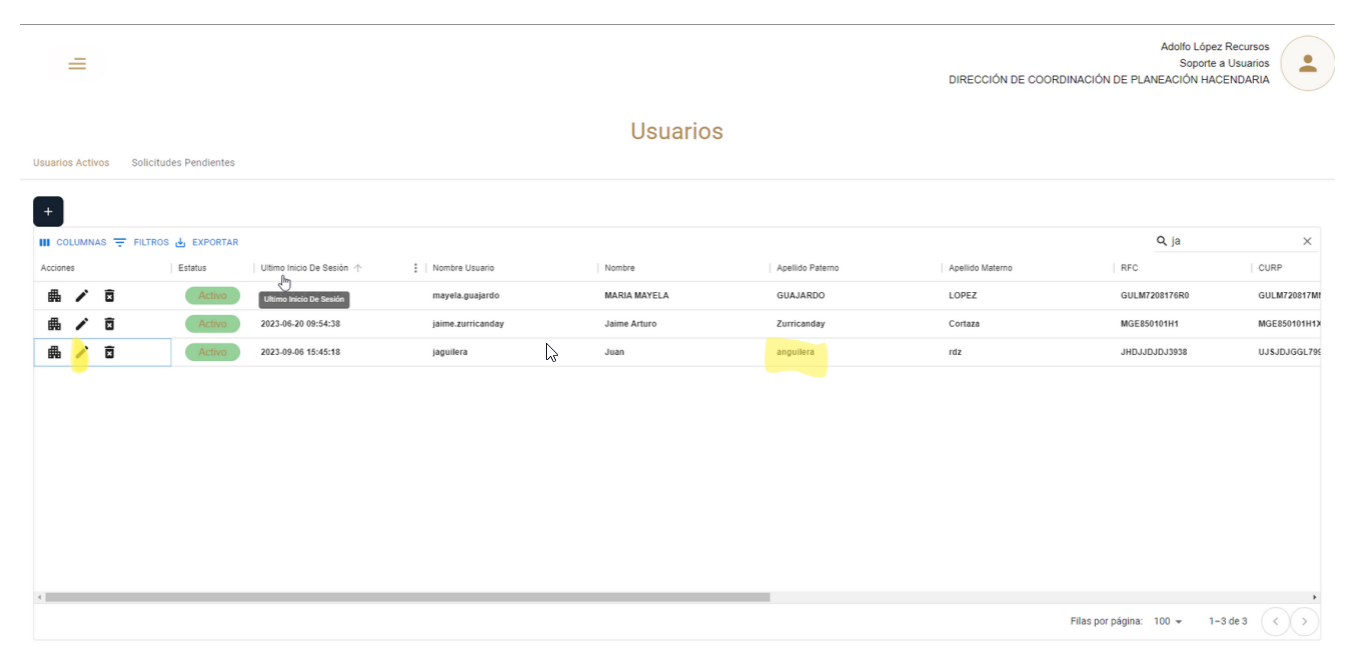 Adolfo López Recursos
Soporte a Usuarios
DIRECCIÓN DE COORDINACIÓN DE PLANEACIÓN HACENDARIA
Usuarios
Usuarios Activos Solicitudes Pendientes
+
COLUMNAS FILTROS EXPORTAR ja
Acciones Estatus Ultimo Inicio De Sesión Nombre Usuario Nombre Apellido Paterno Apellido Materno RFC CURP
Activo Ultimo Inicio De Sesión mayela.guajardo MARIA MAYELA GUAJARDO LOPEZ GULM7208176R0 GULM720817M
Activo 2023-06-20 09:54:38 jaime.zurricanday Jaime Arturo Zurricanday Cortaza MGE850101H1 MGE850101H1X
Activo 2023-09-06 15:45:18 jaguilera Juan anguilera rdz JHDJJDJDJ3938 UJSJDJGGL799
Filas por página: 100 1–3 de 3